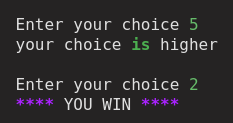 Enter your choice 5
your choice is higher
Enter your choice 2
**** YOU WIN ****